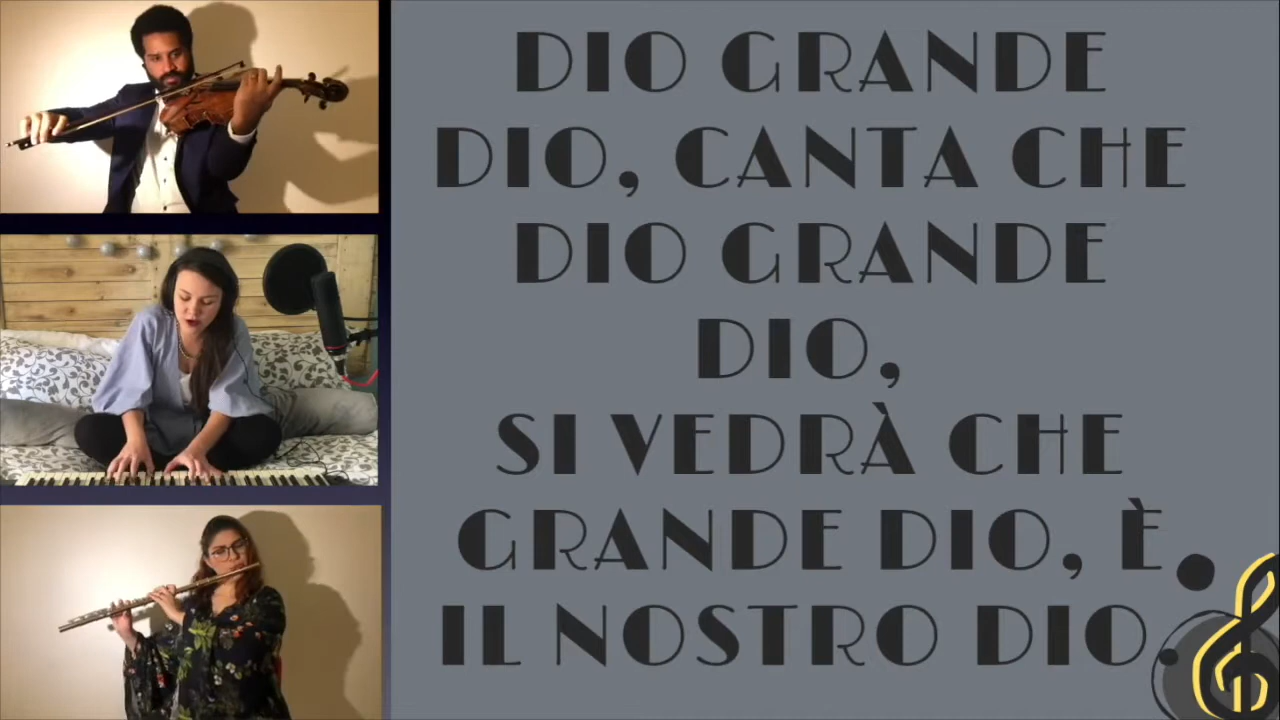 DIO GRANDE
DIO, CANTA CHE
DIO GRANDE
DIO,
SI VEDRÀ CHE
GRANDE DIO, È
IL NOSTRO DIO.